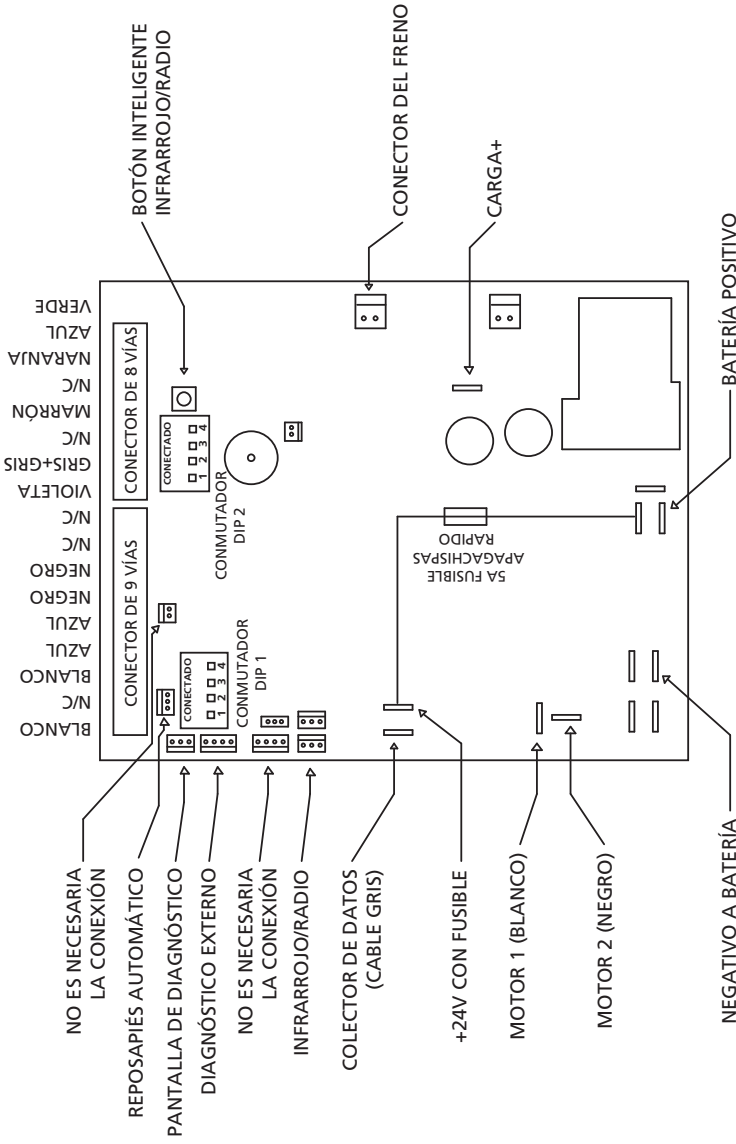 BOTÓN INTELIGENTE
INFRARROJO/RADIO
CONECTOR DEL FRENO
CARGA+
BATERÍA POSITIVO
VERDE
AZUL
NARANJA
N/C
MARRÓN
N/C
GRIS+GRIS
VIOLETA
N/C
N/C
NEGRO
NEGRO
AZUL
AZUL
BLANCO
N/C
BLANCO
CONECTOR DE 8 VÍAS
CONECTOR DE 9 VÍAS
CONECTADO
1 2 3 4
CONMUTADOR
DIP 2
CONECTADO
1 2 3 4
CONMUTADOR
DIP 1
5A FUSIBLE
APAGACHISPAS
RAPIDO
NO ES NECESARIA
LA CONEXIÓN
REPOSAPIÉS AUTOMÁTICO
PANTALLA DE DIAGNÓSTICO
DIAGNÓSTICO EXTERNO
NO ES NECESARIA
LA CONEXIÓN
INFRARROJO/RADIO
COLECTOR DE DATOS
(CABLE GRIS)
+24V CON FUSIBLE
MOTOR 1 (BLANCO)
MOTOR 2 (NEGRO)
NEGATIVO A BATERÍA